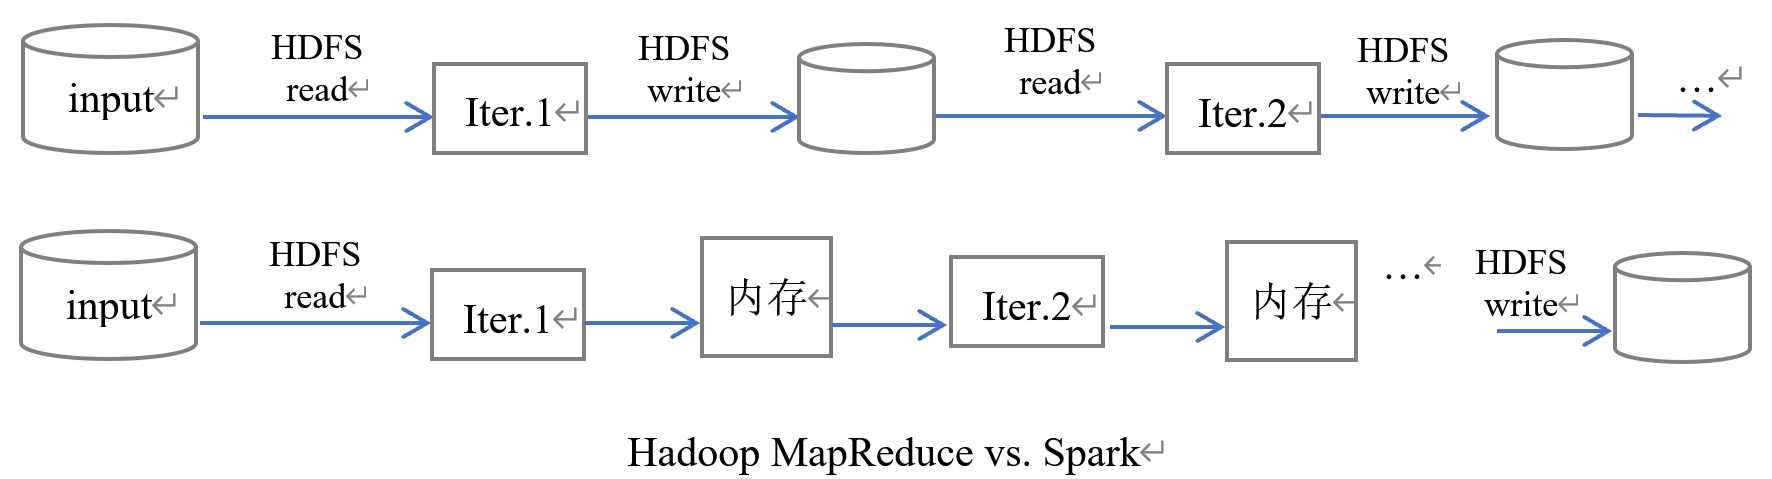 input↵
HDFS
read↵
Iter.1↵
HDFS
write↵
HDFS
read↵
Iter.2↵
HDFS
write↵
…↵
input↵
HDFS
read↵
Iter.1↵
内存←
Iter.2↵
内存←
…←
HDFS
write↵
Hadoop MapReduce vs. Spark↵